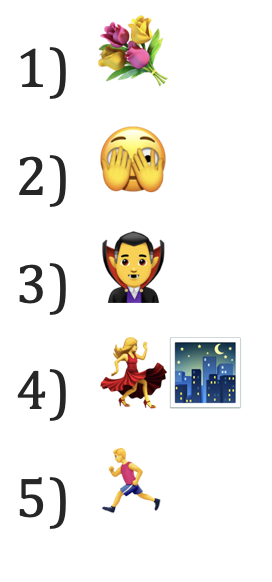 1) 💐
2) 🫣
3) 🧛‍♂️
4) 💃 🌃
5) 🏃‍♂️